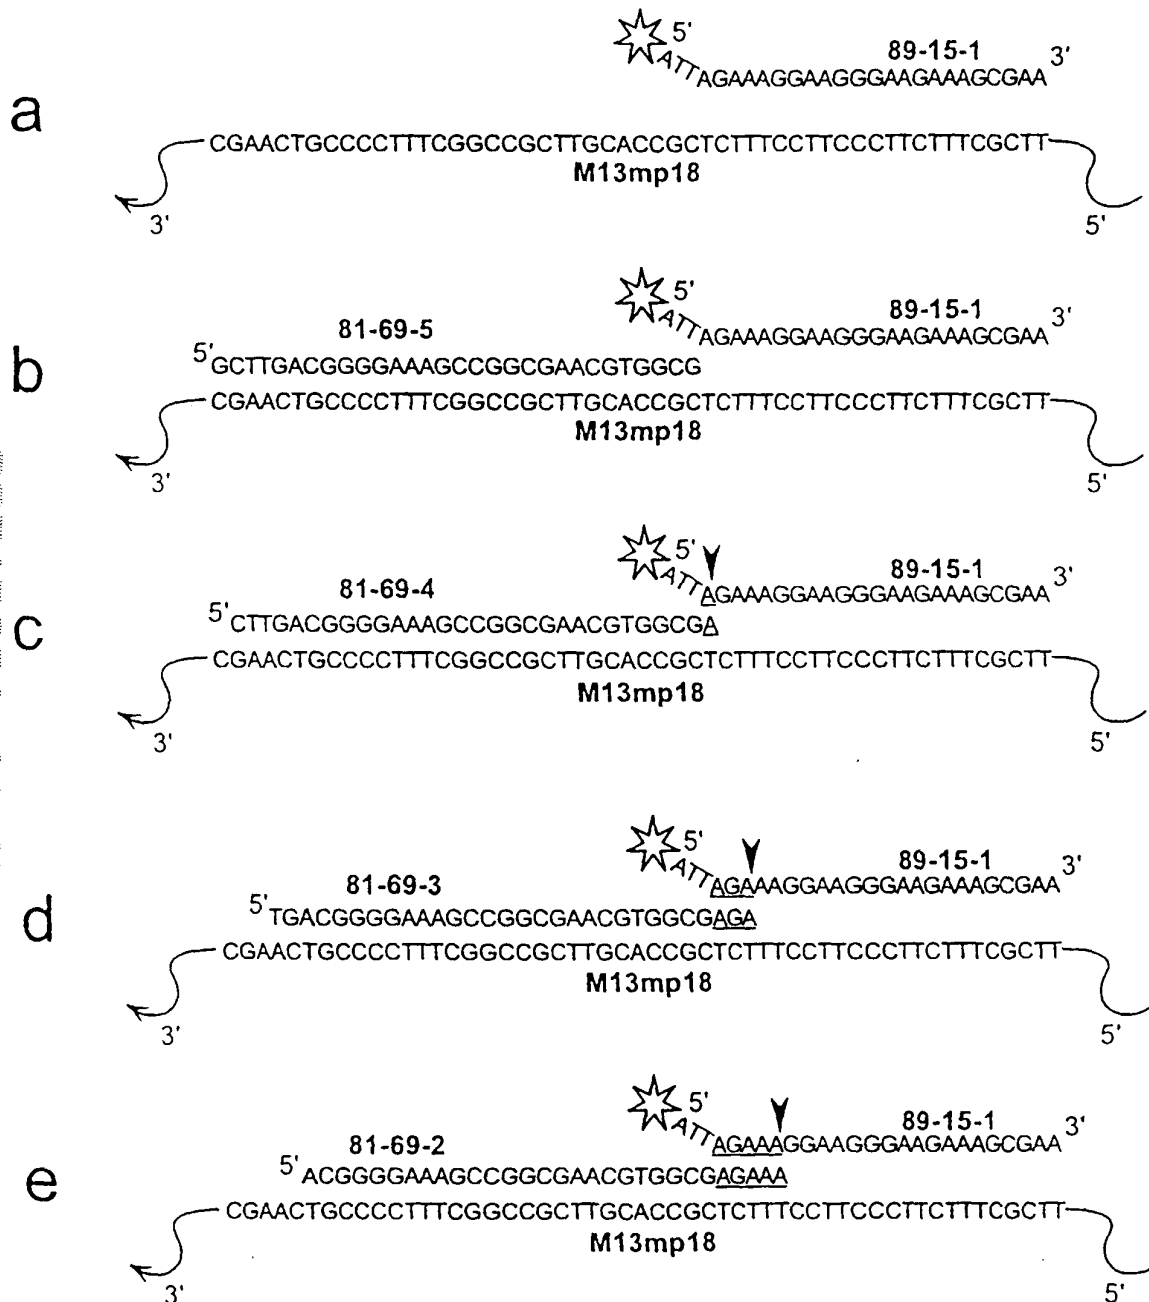 a
5'
89-15-1
3'
ATTAGAAAGGAAGGGAAGAAAGCGAA
CGAACTGCCCCTTTCGGCCGCTTGCACCGCTCTTTCCTTCCCTTCTTTCGCTT
M13mp18
3'
5'
b
81-69-5
5'
89-15-1
3'
ATTAGAAAGGAAGGGAAGAAAGCGAA
5'GCTTGACGGGGAAAGCCGGCGAACGTGGCG
CGAACTGCCCCTTTCGGCCGCTTGCACCGCTCTTTCCTTCCCTTCTTTCGCTT
M13mp18
3'
5'
c
81-69-4
5'
89-15-1
3'
ATTAGAAAGGAAGGGAAGAAAGCGAA
5'CTTGACGGGGAAAGCCGGCGAACGTGGCGA
CGAACTGCCCCTTTCGGCCGCTTGCACCGCTCTTTCCTTCCCTTCTTTCGCTT
M13mp18
3'
5'
d
81-69-3
5'
89-15-1
3'
ATTAGAAAGGAAGGGAAGAAAGCGAA
5'TGACGGGGAAAGCCGGCGAACGTGGCGAGA
CGAACTGCCCCTTTCGGCCGCTTGCACCGCTCTTTCCTTCCCTTCTTTCGCTT
M13mp18
3'
5'
e
81-69-2
5'
89-15-1
3'
ATTAGAAAGGAAGGGAAGAAAGCGAA
5'ACGGGGAAAGCCGGCGAACGTGGCGAGAAA
CGAACTGCCCCTTTCGGCCGCTTGCACCGCTCTTTCCTTCCCTTCTTTCGCTT
M13mp18
3'
5'